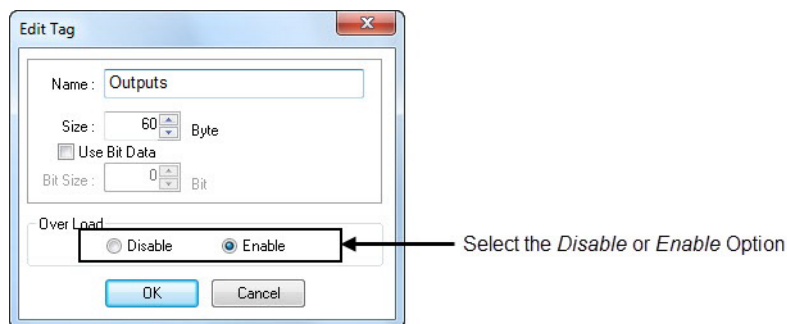 Edit Tag
Name : Outputs
Size : 60 Byte
Use Bit Data
Bit Size : 0 Bit
Over Load
Disable Enable
Select the Disable or Enable Option
OK Cancel